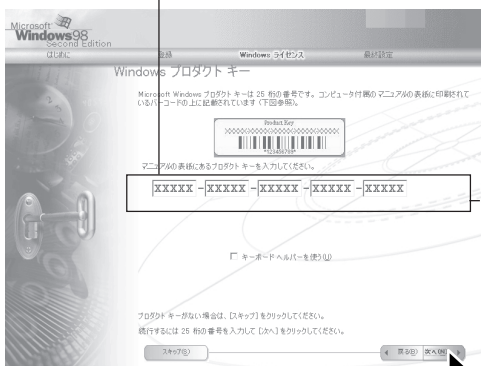 Microsoft
Windows98
Second Edition
はじめに 登録 Windows ライセンス 最終設定
Windows プロダクト キー
Microsoft Windows プロダクト キーは 25 桁の番号です。コンピュータ付属の マニュアルの表紙に印刷されて
いるバーコードの上に記載されています (下図参照)。
Product Key
XXXXX-XXXXX-XXXXX-XXXXX-XXXXX
*123456789*
マニュアルの表紙にあるプロダクト キーを入力してください。
XXXXX - XXXXX - XXXXX - XXXXX - XXXXX
キーボード ヘルパーを使う(U)
プロダクト キーがない場合は、[スキップ] をクリックしてください。
続行するには 25 桁の番号を入力して [次へ] をクリックしてください。
スキップ(S) 戻る(B) 次へ(N)